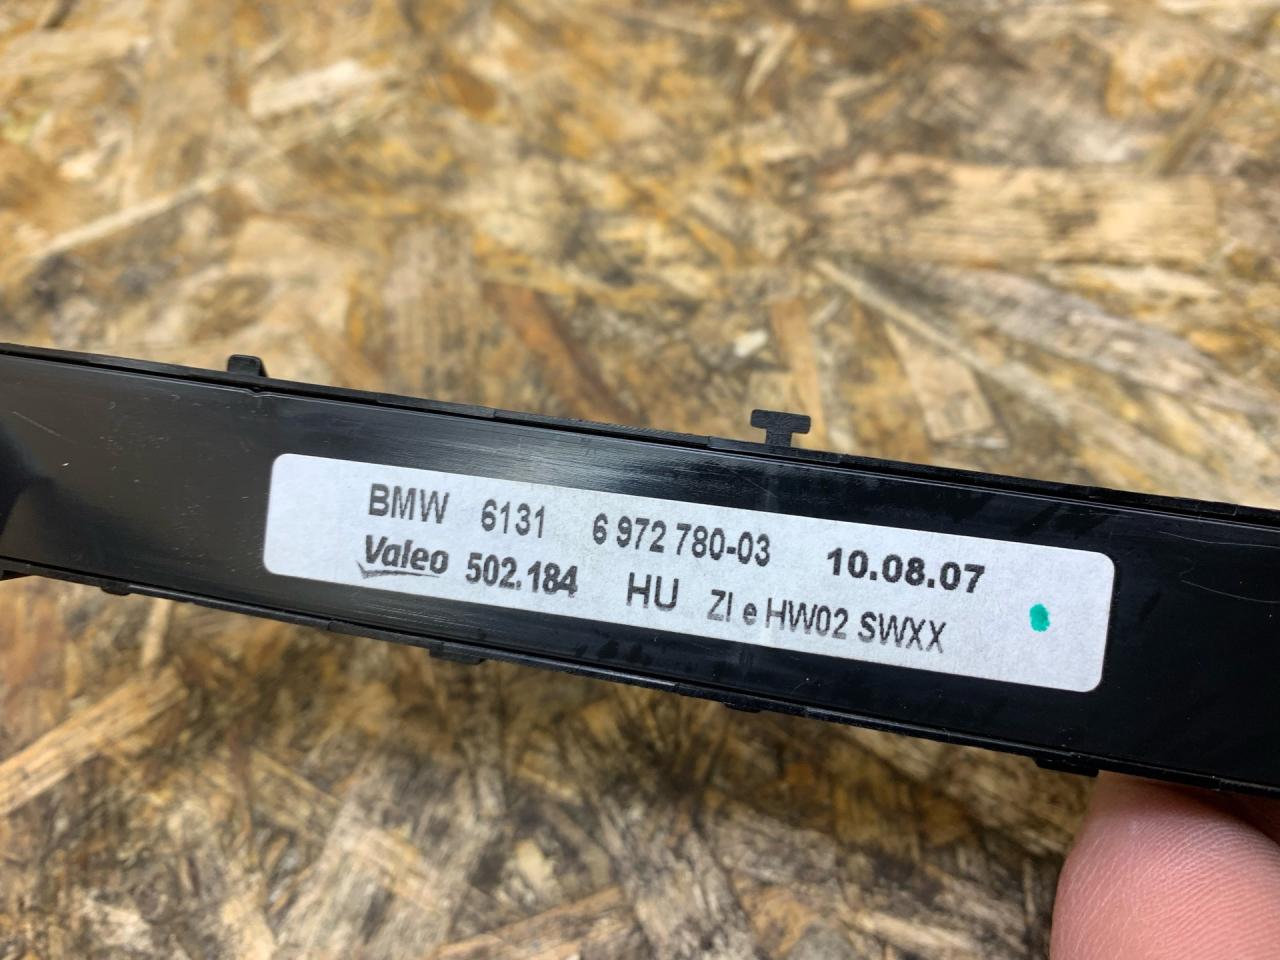 BMW 6131 6 972 780-03 10.08.07
Valeo 502.184 HU ZI e HW02 SWXX